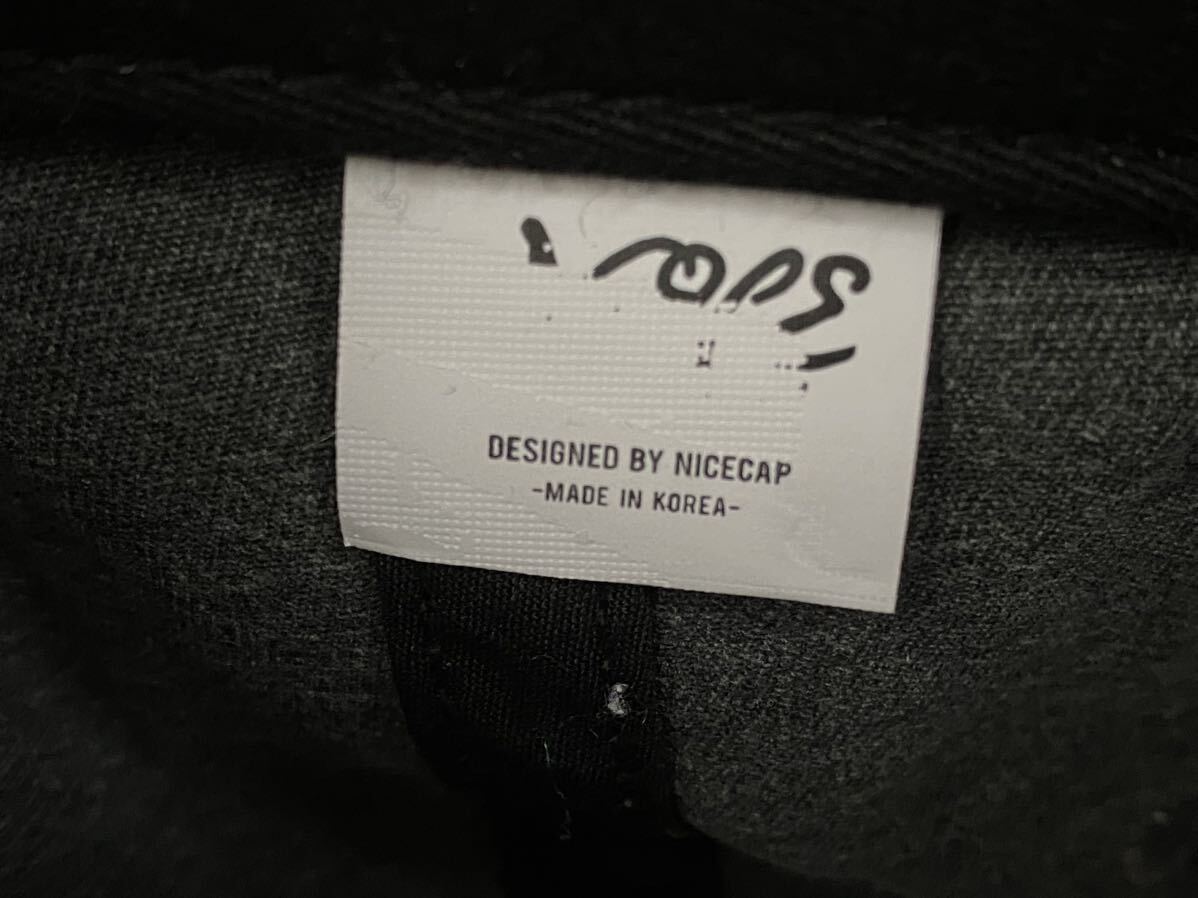 DESIGNED BY NICECAP
-MADE IN KOREA-